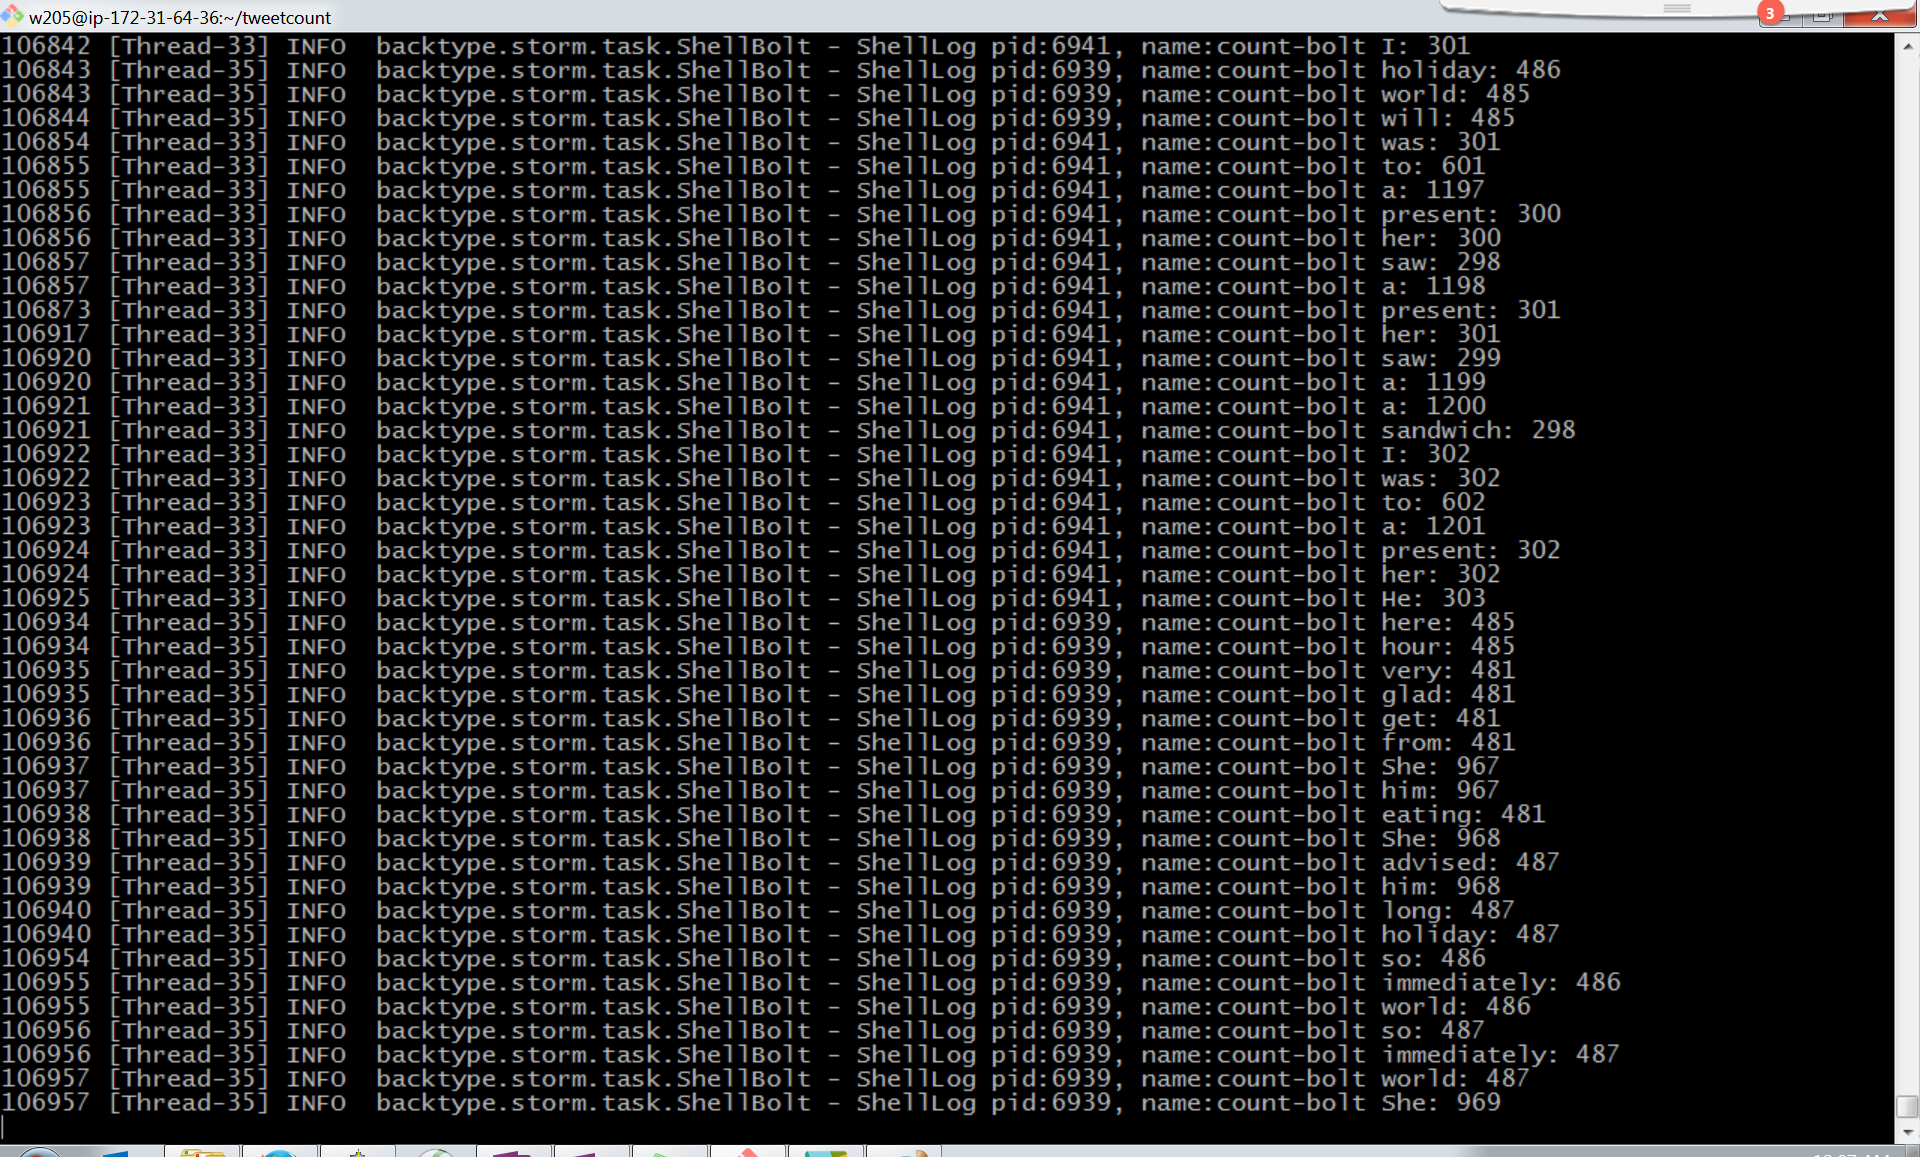 w205@ip-172-31-64-36:~/tweetcount
3
106842 [Thread-33] INFO  backtype.storm.task.ShellBolt - ShellLog pid:6941, name:count-bolt I: 301
106843 [Thread-35] INFO  backtype.storm.task.ShellBolt - ShellLog pid:6939, name:count-bolt holiday: 486
106843 [Thread-35] INFO  backtype.storm.task.ShellBolt - ShellLog pid:6939, name:count-bolt world: 485
106844 [Thread-35] INFO  backtype.storm.task.ShellBolt - ShellLog pid:6939, name:count-bolt will: 485
106854 [Thread-33] INFO  backtype.storm.task.ShellBolt - ShellLog pid:6941, name:count-bolt was: 301
106855 [Thread-33] INFO  backtype.storm.task.ShellBolt - ShellLog pid:6941, name:count-bolt to: 601
106855 [Thread-33] INFO  backtype.storm.task.ShellBolt - ShellLog pid:6941, name:count-bolt a: 1197
106856 [Thread-33] INFO  backtype.storm.task.ShellBolt - ShellLog pid:6941, name:count-bolt present: 300
106856 [Thread-33] INFO  backtype.storm.task.ShellBolt - ShellLog pid:6941, name:count-bolt her: 300
106857 [Thread-33] INFO  backtype.storm.task.ShellBolt - ShellLog pid:6941, name:count-bolt saw: 298
106857 [Thread-33] INFO  backtype.storm.task.ShellBolt - ShellLog pid:6941, name:count-bolt a: 1198
106873 [Thread-33] INFO  backtype.storm.task.ShellBolt - ShellLog pid:6941, name:count-bolt present: 301
106917 [Thread-33] INFO  backtype.storm.task.ShellBolt - ShellLog pid:6941, name:count-bolt her: 301
106920 [Thread-33] INFO  backtype.storm.task.ShellBolt - ShellLog pid:6941, name:count-bolt saw: 299
106920 [Thread-33] INFO  backtype.storm.task.ShellBolt - ShellLog pid:6941, name:count-bolt a: 1199
106921 [Thread-33] INFO  backtype.storm.task.ShellBolt - ShellLog pid:6941, name:count-bolt a: 1200
106921 [Thread-33] INFO  backtype.storm.task.ShellBolt - ShellLog pid:6941, name:count-bolt sandwich: 298
106922 [Thread-33] INFO  backtype.storm.task.ShellBolt - ShellLog pid:6941, name:count-bolt I: 302
106922 [Thread-33] INFO  backtype.storm.task.ShellBolt - ShellLog pid:6941, name:count-bolt was: 302
106923 [Thread-33] INFO  backtype.storm.task.ShellBolt - ShellLog pid:6941, name:count-bolt to: 602
106923 [Thread-33] INFO  backtype.storm.task.ShellBolt - ShellLog pid:6941, name:count-bolt a: 1201
106924 [Thread-33] INFO  backtype.storm.task.ShellBolt - ShellLog pid:6941, name:count-bolt present: 302
106924 [Thread-33] INFO  backtype.storm.task.ShellBolt - ShellLog pid:6941, name:count-bolt her: 302
106925 [Thread-33] INFO  backtype.storm.task.ShellBolt - ShellLog pid:6941, name:count-bolt He: 303
106934 [Thread-35] INFO  backtype.storm.task.ShellBolt - ShellLog pid:6939, name:count-bolt here: 485
106934 [Thread-35] INFO  backtype.storm.task.ShellBolt - ShellLog pid:6939, name:count-bolt hour: 485
106935 [Thread-35] INFO  backtype.storm.task.ShellBolt - ShellLog pid:6939, name:count-bolt very: 481
106935 [Thread-35] INFO  backtype.storm.task.ShellBolt - ShellLog pid:6939, name:count-bolt glad: 481
106936 [Thread-35] INFO  backtype.storm.task.ShellBolt - ShellLog pid:6939, name:count-bolt get: 481
106936 [Thread-35] INFO  backtype.storm.task.ShellBolt - ShellLog pid:6939, name:count-bolt from: 481
106937 [Thread-35] INFO  backtype.storm.task.ShellBolt - ShellLog pid:6939, name:count-bolt She: 967
106937 [Thread-35] INFO  backtype.storm.task.ShellBolt - ShellLog pid:6939, name:count-bolt him: 967
106938 [Thread-35] INFO  backtype.storm.task.ShellBolt - ShellLog pid:6939, name:count-bolt eating: 481
106938 [Thread-35] INFO  backtype.storm.task.ShellBolt - ShellLog pid:6939, name:count-bolt She: 968
106939 [Thread-35] INFO  backtype.storm.task.ShellBolt - ShellLog pid:6939, name:count-bolt advised: 487
106939 [Thread-35] INFO  backtype.storm.task.ShellBolt - ShellLog pid:6939, name:count-bolt him: 968
106940 [Thread-35] INFO  backtype.storm.task.ShellBolt - ShellLog pid:6939, name:count-bolt long: 487
106940 [Thread-35] INFO  backtype.storm.task.ShellBolt - ShellLog pid:6939, name:count-bolt holiday: 487
106954 [Thread-35] INFO  backtype.storm.task.ShellBolt - ShellLog pid:6939, name:count-bolt so: 486
106955 [Thread-35] INFO  backtype.storm.task.ShellBolt - ShellLog pid:6939, name:count-bolt immediately: 486
106955 [Thread-35] INFO  backtype.storm.task.ShellBolt - ShellLog pid:6939, name:count-bolt world: 486
106956 [Thread-35] INFO  backtype.storm.task.ShellBolt - ShellLog pid:6939, name:count-bolt so: 487
106956 [Thread-35] INFO  backtype.storm.task.ShellBolt - ShellLog pid:6939, name:count-bolt immediately: 487
106957 [Thread-35] INFO  backtype.storm.task.ShellBolt - ShellLog pid:6939, name:count-bolt world: 487
106957 [Thread-35] INFO  backtype.storm.task.ShellBolt - ShellLog pid:6939, name:count-bolt She: 969